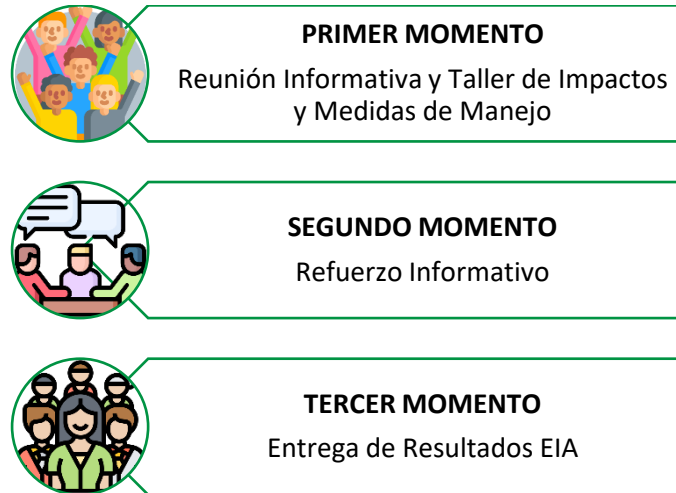 PRIMER MOMENTO
Reunión Informativa y Taller de Impactos
y Medidas de Manejo
SEGUNDO MOMENTO
Refuerzo Informativo
TERCER MOMENTO
Entrega de Resultados EIA